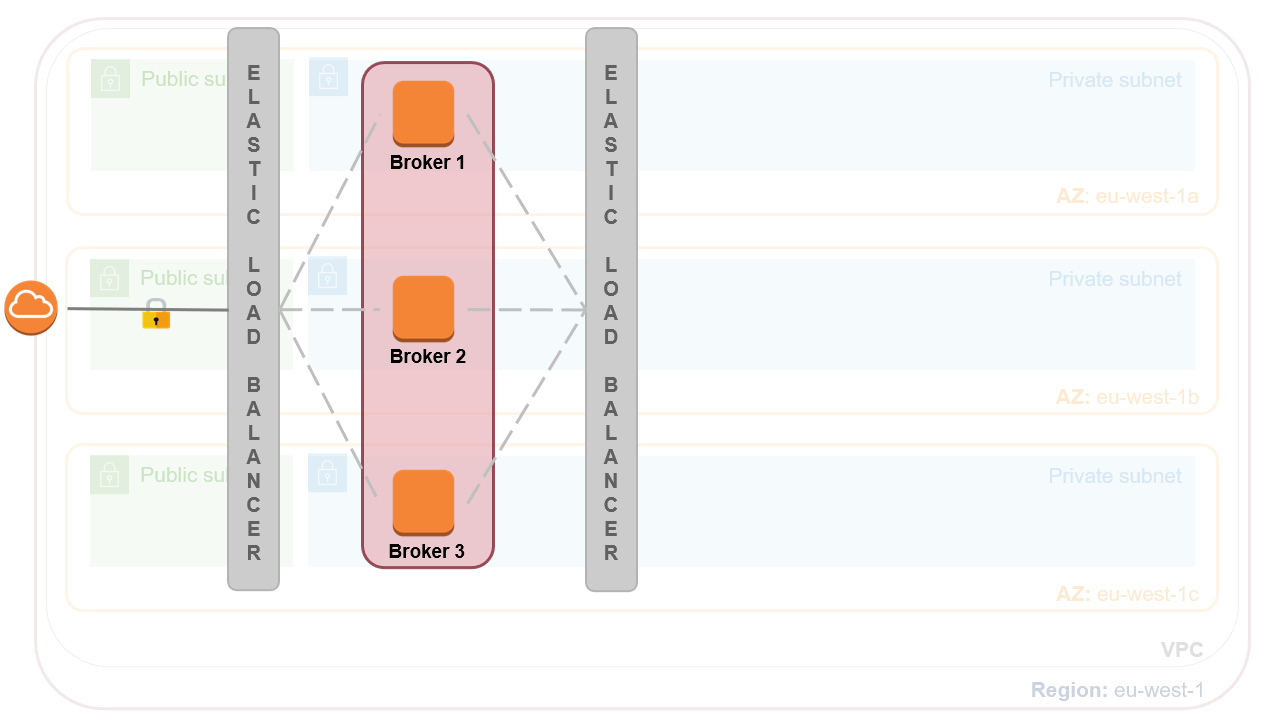 Public su
Private subnet
AZ: eu-west-1a
Public su
Private subnet
AZ: eu-west-1b
Public su
Private subnet
AZ: eu-west-1c
VPC
Region: eu-west-1
ELASTIC LOAD BALANCER
Broker 1
Broker 2
Broker 3
ELASTIC LOAD BALANCER